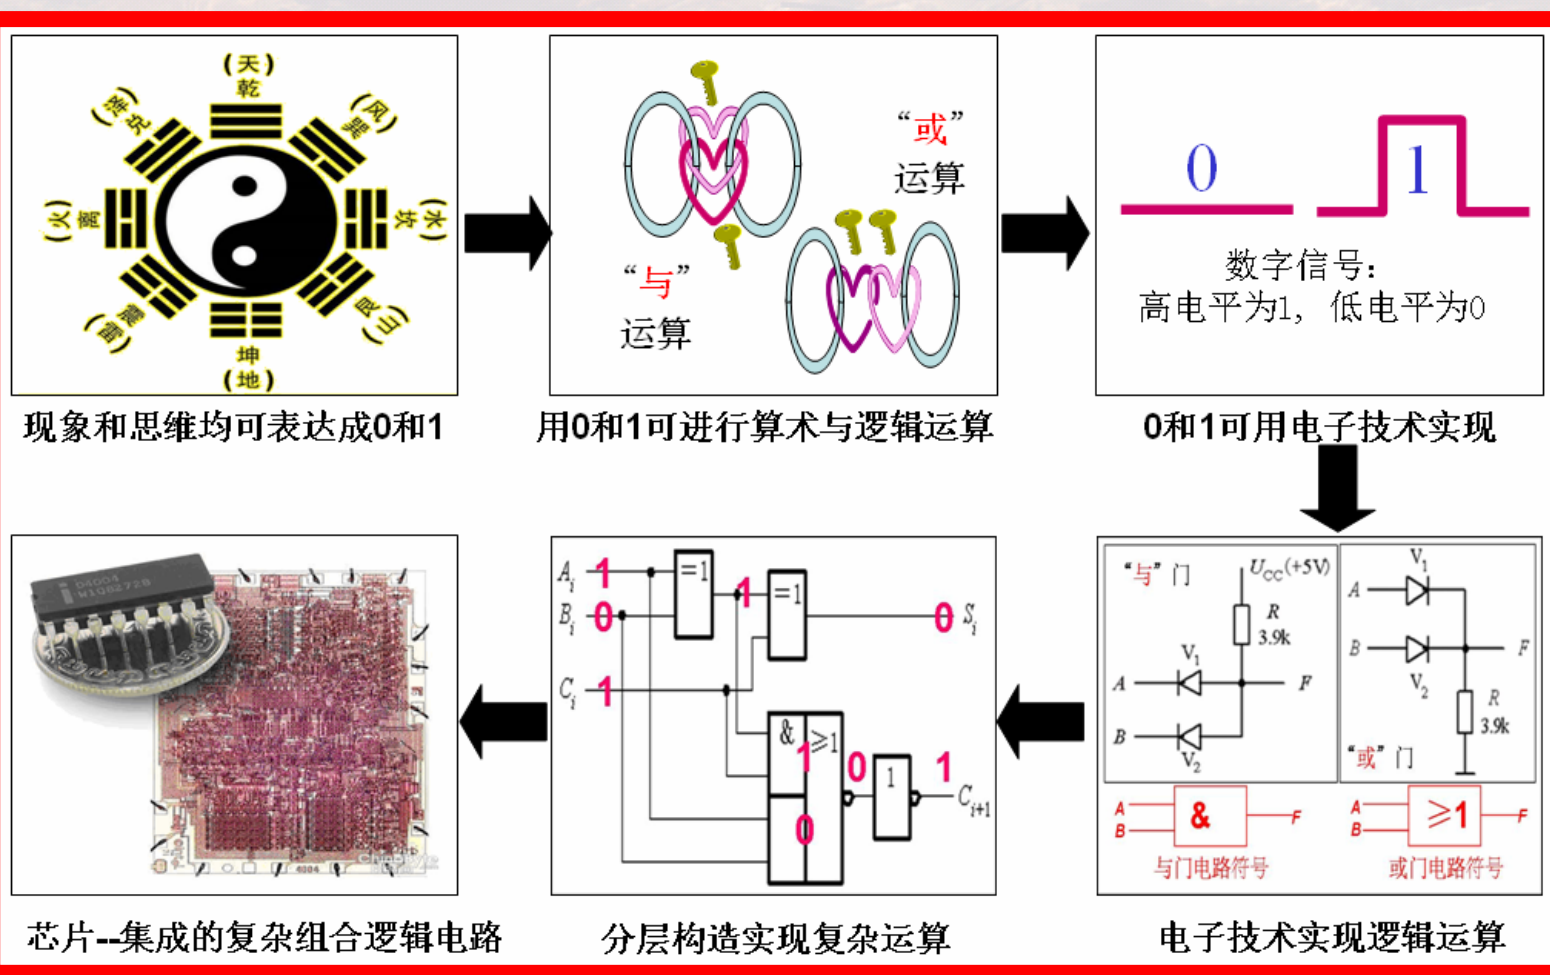 (天)
乾
(风)
巽
(水)
坎
(山)
艮
坤
(地)
(雷)
震
(火)
离
(泽)
兑
现象和思维均可表达成0和1
“或”
运算
“与”
运算
用0和1可进行算术与逻辑运算
0
1
数字信号：
高电平为1，低电平为0
0和1可用电子技术实现
“与” 门
UCC(+5V)
R
3.9k
V1
A
F
B
V2
V1
A
B
F
V2
R
3.9k
“或” 门
A
B
&
F
与门电路符号
A
B
≥1
F
或门电路符号
电子技术实现逻辑运算
Ai
1
=1
1
=1
Bi
0
0
Si
Ci
1
&
≥1
1
0
1
1
Ci+1
0
分层构造实现复杂运算
D4004
4004
芯片--集成的复杂组合逻辑电路